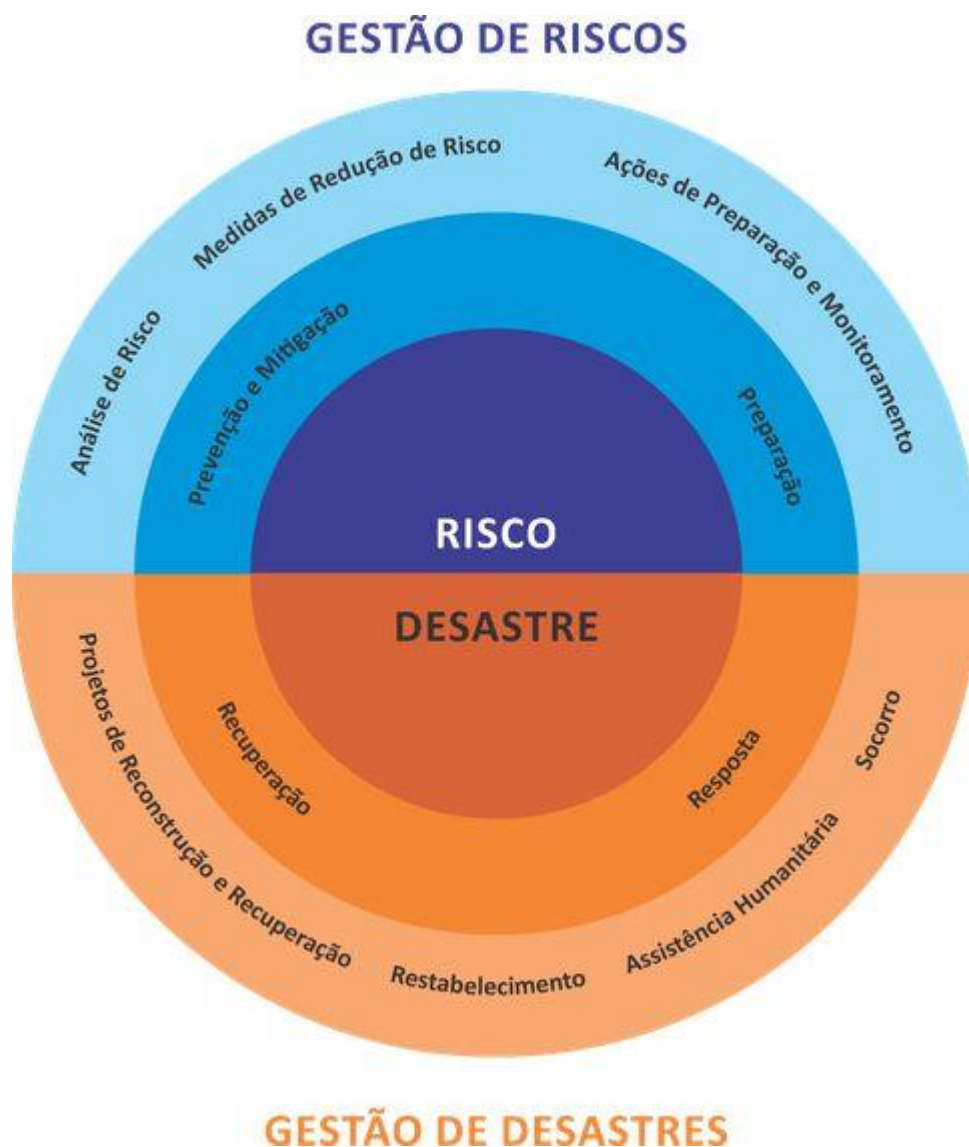 GESTÃO DE RISCOS
Medidas de Redução de Risco
Ações de Preparação e Monitoramento
Análise de Risco
Prevenção e Mitigação
Preparação
RISCO
DESASTRE
Recuperação
Resposta
Socorro
Projetos de Reconstrução e Recuperação
Assistência Humanitária
Restabelecimento
GESTÃO DE DESASTRES